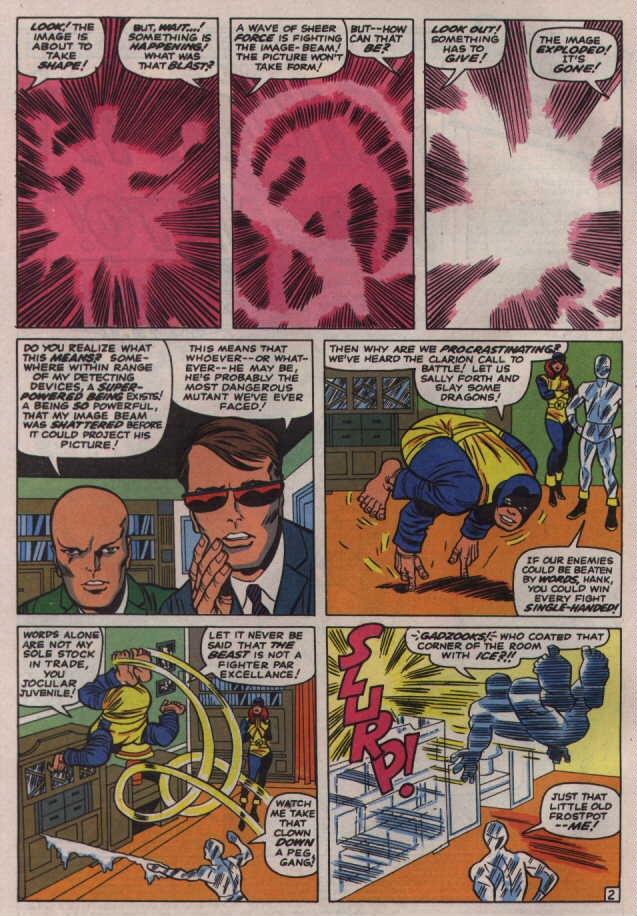 LOOK! THE
IMAGE IS
ABOUT TO
TAKE
SHAPE!
BUT, WAIT...!
SOMETHING IS
HAPPENING!
WHAT WAS
THAT BLAST?
A WAVE OF SHEER
FORCE IS FIGHTING
THE IMAGE-BEAM!
THE PICTURE WON'T
TAKE FORM!
BUT--HOW
CAN THAT
BE?
LOOK OUT!
SOMETHING
HAS TO
GIVE!
THE IMAGE
EXPLODED!
IT'S
GONE!
DO YOU REALIZE WHAT
THIS MEANS? SOME-
WHERE WITHIN RANGE
OF MY DETECTING
DEVICES, A SUPER-
POWERED BEING EXISTS!
A BEING SO POWERFUL,
THAT MY IMAGE BEAM
WAS SHATTERED BEFORE
IT COULD PROJECT HIS
PICTURE!
THIS MEANS THAT
WHOEVER--OR WHAT-
EVER--HE MAY BE,
HE'S PROBABLY THE
MOST DANGEROUS
MUTANT WE'VE EVER
FACED!
THEN WHY ARE WE PROCRASTINATING?
WE'VE HEARD THE CLARION CALL TO
BATTLE! LET US
SALLY FORTH AND
SLAY SOME
DRAGONS!
IF OUR ENEMIES
COULD BE BEATEN
BY WORDS, HANK,
YOU COULD WIN
EVERY FIGHT
SINGLE-HANDED!
WORDS ALONE
ARE NOT MY
SOLE STOCK
IN TRADE,
YOU
JOCULAR
JUVENILE!
LET IT NEVER BE
SAID THAT THE
BEAST IS NOT A
FIGHTER PAR
EXCELLANCE!
WATCH
ME TAKE
THAT
CLOWN
DOWN
A PEG,
GANG!
SLURP!
GADZOOKS! WHO COATED THAT
CORNER OF THE ROOM
WITH ICE?!!
JUST THAT
LITTLE OLD
FROSTPOT
--ME!
2